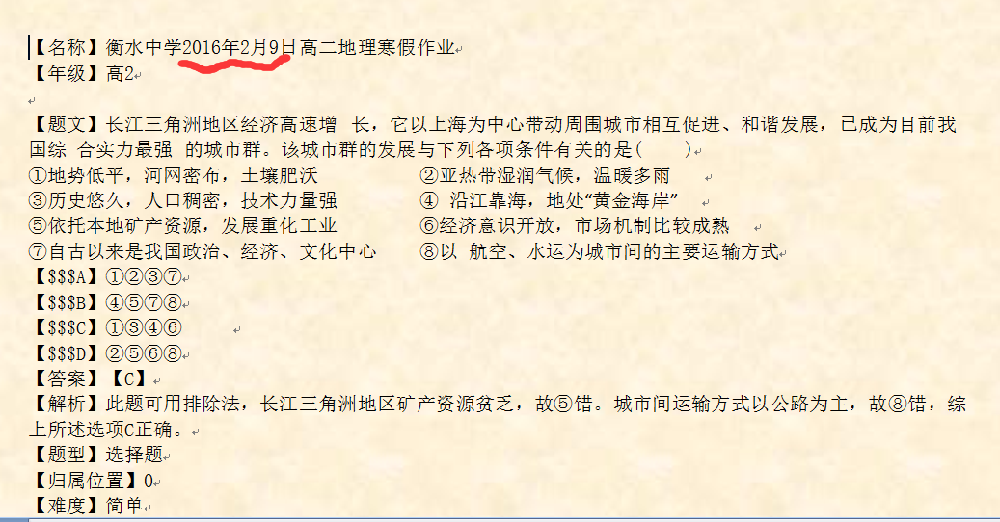 【名称】衡水中学2016年2月9日高二地理寒假作业
【年级】高2
【题文】长江三角洲地区经济高速增 长，它以上海为中心带动周围城市相互促进、和谐发展，已成为目前我
国综 合实力最强 的城市群。该城市群的发展与下列各项条件有关的是( )
①地势低平，河网密布，土壤肥沃 ②亚热带湿润气候，温暖多雨
③历史悠久，人口稠密，技术力量强 ④ 沿江靠海，地处“黄金海岸”
⑤依托本地矿产资源，发展重化工业 ⑥经济意识开放，市场机制比较成熟
⑦自古以来是我国政治、经济、文化中心 ⑧以 航空、水运为城市间的主要运输方式
【$$$A】①②③⑦
【$$$B】④⑤⑦⑧
【$$$C】①③④⑥
【$$$D】②⑤⑥⑧
【答案】【C】
【解析】此题可用排除法，长江三角洲地区矿产资源贫乏，故⑤错。城市间运输方式以公路为主，故⑧错，综
上所述选项C正确。
【题型】选择题
【归属位置】0
【难度】简单